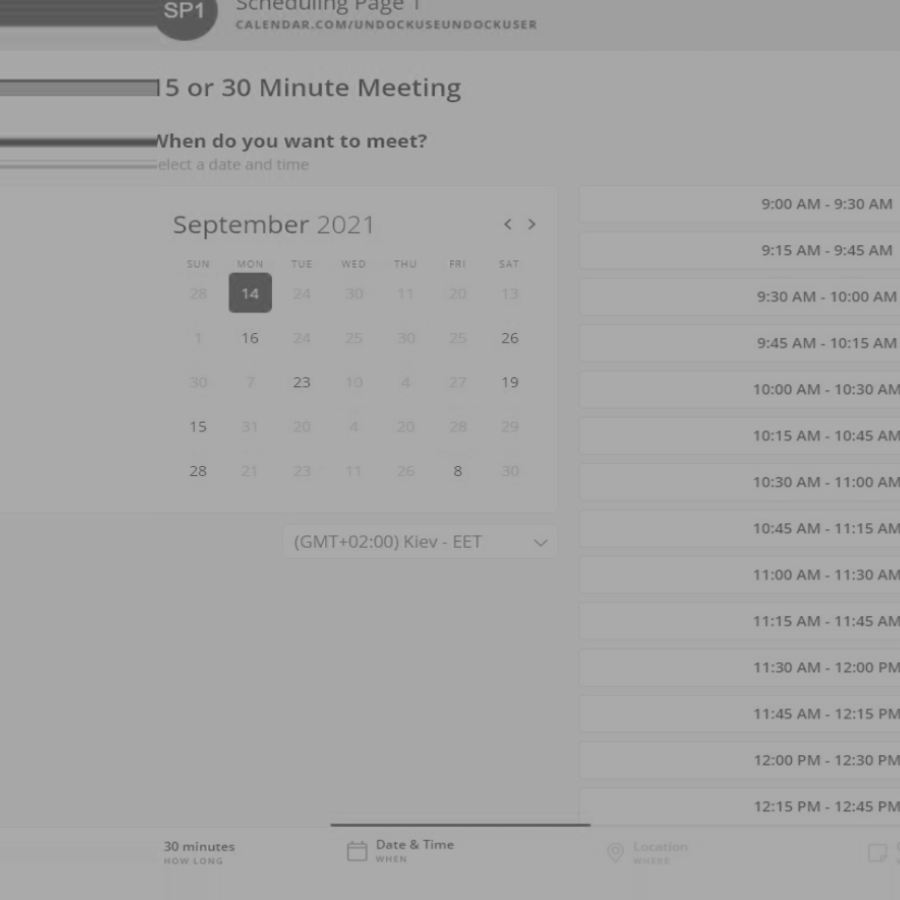 SP1
Scheduling Page 1
CALENDAR.COM/UNDOCKUSEUNDOCKUSER
15 or 30 Minute Meeting
When do you want to meet?
elect a date and time
September 2021
SUN MON TUE WED THU FRI SAT
28 14 24 30 11 20 13
1 16 24 25 30 25 26
30 7 23 10 4 27 19
15 31 20 4 20 28 29
28 21 23 11 26 8 30
(GMT+02:00) Kiev - EET
9:00 AM - 9:30 AM
9:15 AM - 9:45 AM
9:30 AM - 10:00 AM
9:45 AM - 10:15 AM
10:00 AM - 10:30 AM
10:15 AM - 10:45 AM
10:30 AM - 11:00 AM
10:45 AM - 11:15 AM
11:00 AM - 11:30 AM
11:15 AM - 11:45 AM
11:30 AM - 12:00 PM
11:45 AM - 12:15 PM
12:00 PM - 12:30 PM
12:15 PM - 12:45 PM
30 minutes
HOW LONG
Date & Time
WHEN
Location
WHERE